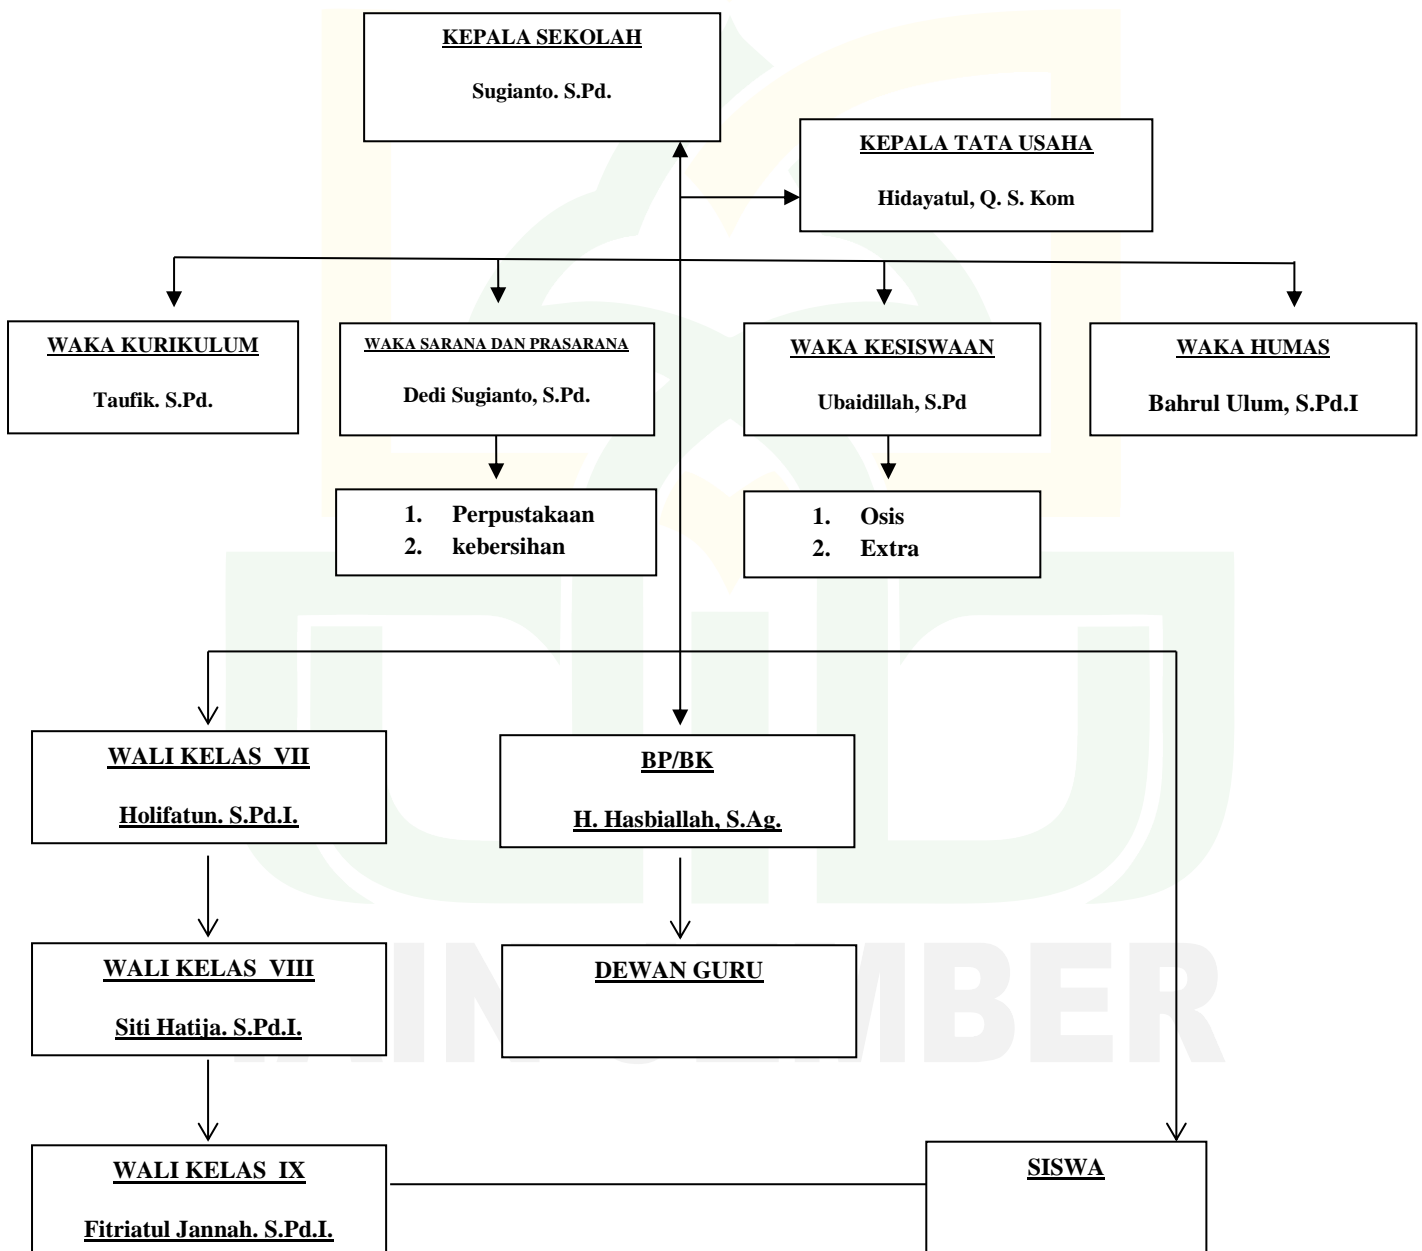 KEPALA SEKOLAH
Sugianto. S.Pd.
KEPALA TATA USAHA
Hidayatul, Q. S. Kom
WAKA KURIKULUM
Taufik. S.Pd.
WAKA SARANA DAN PRASARANA
Dedi Sugianto, S.Pd.
WAKA KESISWAAN
Ubaidillah, S.Pd
WAKA HUMAS
Bahrul Ulum, S.Pd.I
1. Perpustakaan
2. kebersihan
1. Osis
2. Extra
WALI KELAS VII
Holifatun. S.Pd.I.
BP/BK
H. Hasbiallah, S.Ag.
WALI KELAS VIII
Siti Hatija. S.Pd.I.
DEWAN GURU
WALI KELAS IX
Fitriatul Jannah. S.Pd.I.
SISWA